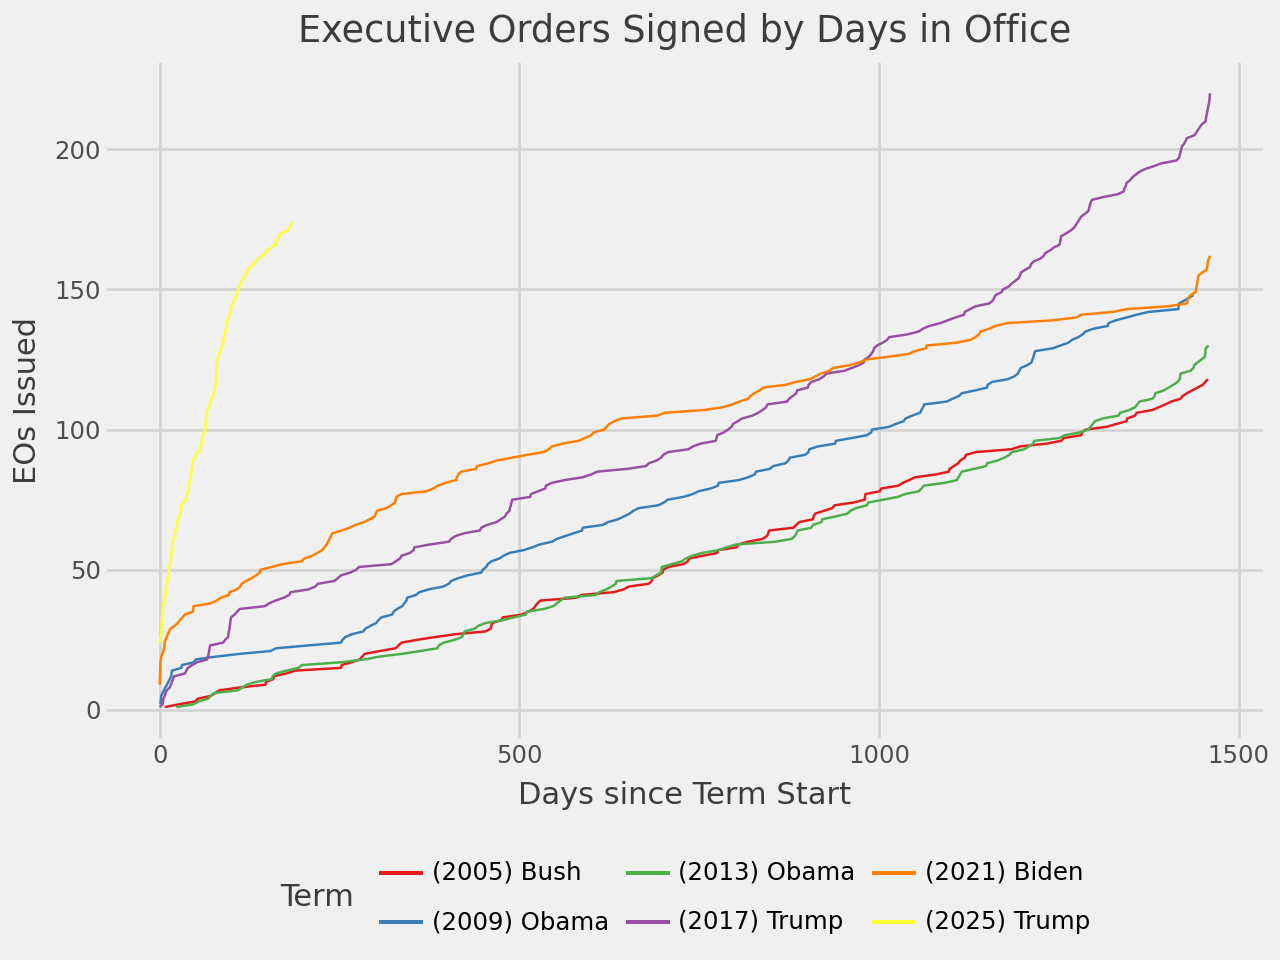 Executive Orders Signed by Days in Office
EOs Issued
200
150
100
50
0
0 500 1000 1500
Days since Term Start
Term
(2005) Bush (2013) Obama (2021) Biden
(2009) Obama (2017) Trump (2025) Trump